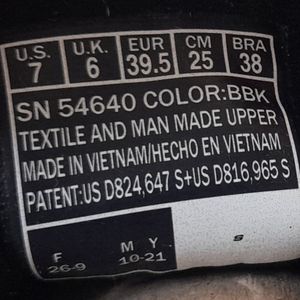 U.S. U.K. EUR CM BRA
7 6 39.5 25 38
SN 54640 COLOR:BBK
TEXTILE AND MAN MADE UPPER
MADE IN VIETNAM/HECHO EN VIETNAM
PATENT:US D824,647 S+US D816,965 S
F M Y
26-9 10-21
S